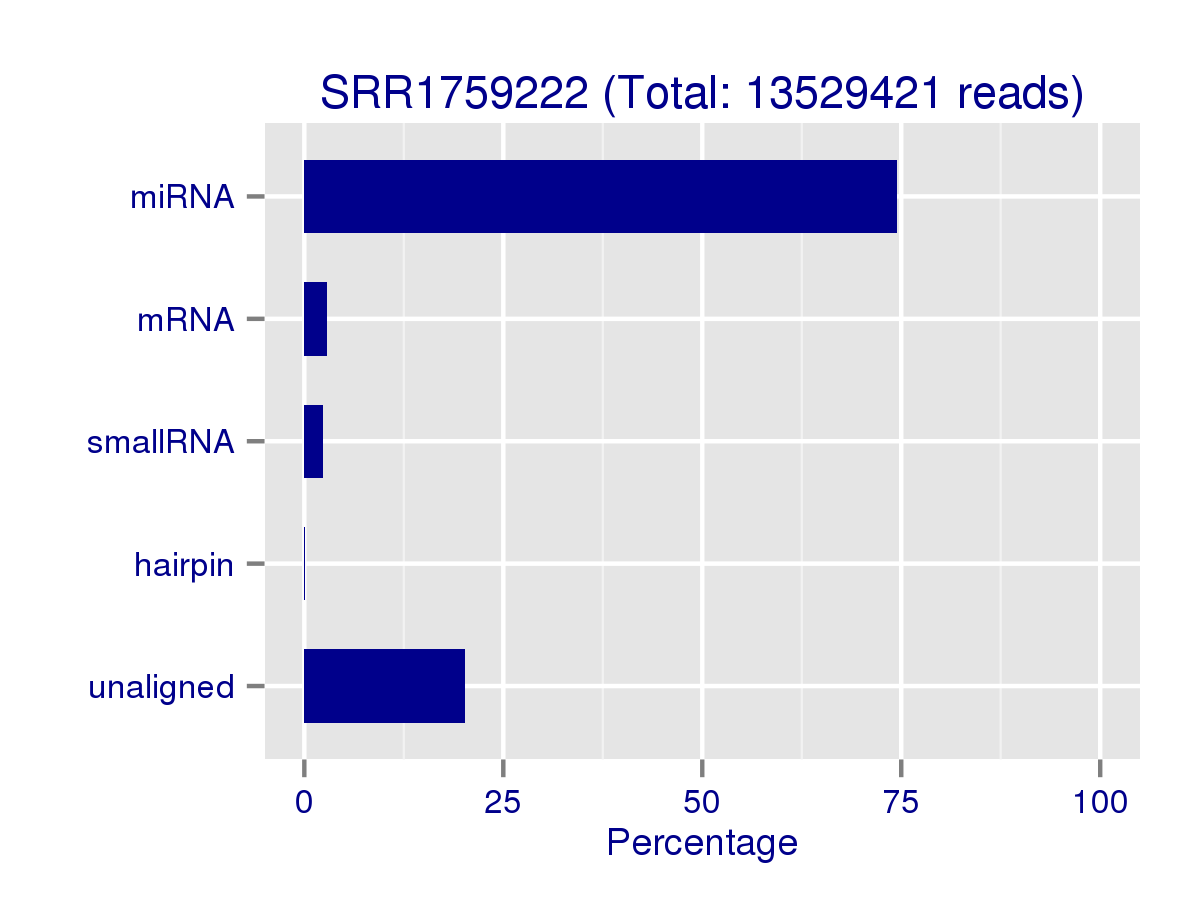 SRR1759222 (Total: 13529421 reads)
miRNA
mRNA
smallRNA
hairpin
unaligned
0 25 50 75 100
Percentage